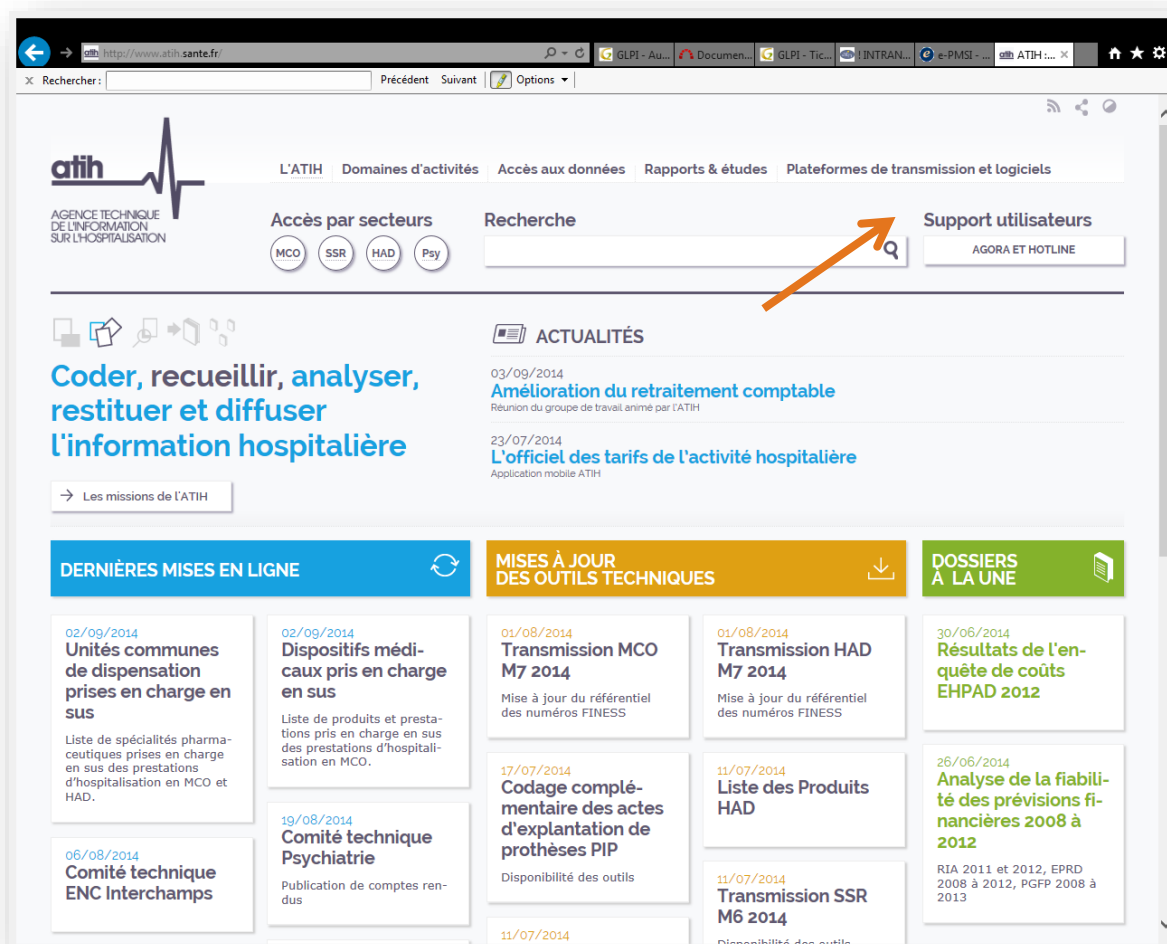 http://www.atih.sante.fr/
GLPI - Au...
Documen...
GLPI - Tic...
! INTRAN...
e-PMSI - ...
ATIH :...
x Rechercher :
Précédent Suivant
Options
atih
AGENCE TECHNIQUE
DE L'INFORMATION
SUR L'HOSPITALISATION
L'ATIH
Domaines d'activités
Accès aux données
Rapports & études
Plateformes de transmission et logiciels
Accès par secteurs
MCO
SSR
HAD
Psy
Recherche
Support utilisateurs
AGORA ET HOTLINE
Coder, recueillir, analyser,
restituer et diffuser
l'information hospitalière
→ Les missions de l'ATIH
ACTUALITÉS
03/09/2014
Amélioration du retraitement comptable
Réunion du groupe de travail animé par l'ATIH
23/07/2014
L'officiel des tarifs de l'activité hospitalière
Application mobile ATIH
DERNIÈRES MISES EN LIGNE
02/09/2014
Unités communes
de dispensation
prises en charge en
sus
Liste de spécialités pharma-
ceutiques prises en charge
en sus des prestations
d'hospitalisation en MCO et
HAD.
06/08/2014
Comité technique
ENC Interchamps
02/09/2014
Dispositifs médi-
caux pris en charge
en sus
Liste de produits et presta-
tions pris en charge en sus
des prestations d'hospitali-
sation en MCO.
19/08/2014
Comité technique
Psychiatrie
Publication de comptes ren-
dus
MISES À JOUR
DES OUTILS TECHNIQUES
01/08/2014
Transmission MCO
M7 2014
Mise à jour du référentiel
des numéros FINESS
17/07/2014
Codage complé-
mentaire des actes
d'explantation de
prothèses PIP
Disponibilité des outils
11/07/2014
01/08/2014
Transmission HAD
M7 2014
Mise à jour du référentiel
des numéros FINESS
11/07/2014
Liste des Produits
HAD
11/07/2014
Transmission SSR
M6 2014
Disponibilité des outils
DOSSIERS
À LA UNE
30/06/2014
Résultats de l'en-
quête de coûts
EHPAD 2012
26/06/2014
Analyse de la fiabili-
té des prévisions fi-
nancières 2008 à
2012
RIA 2011 et 2012, EPRD
2008 à 2012, PGFP 2008 à
2013